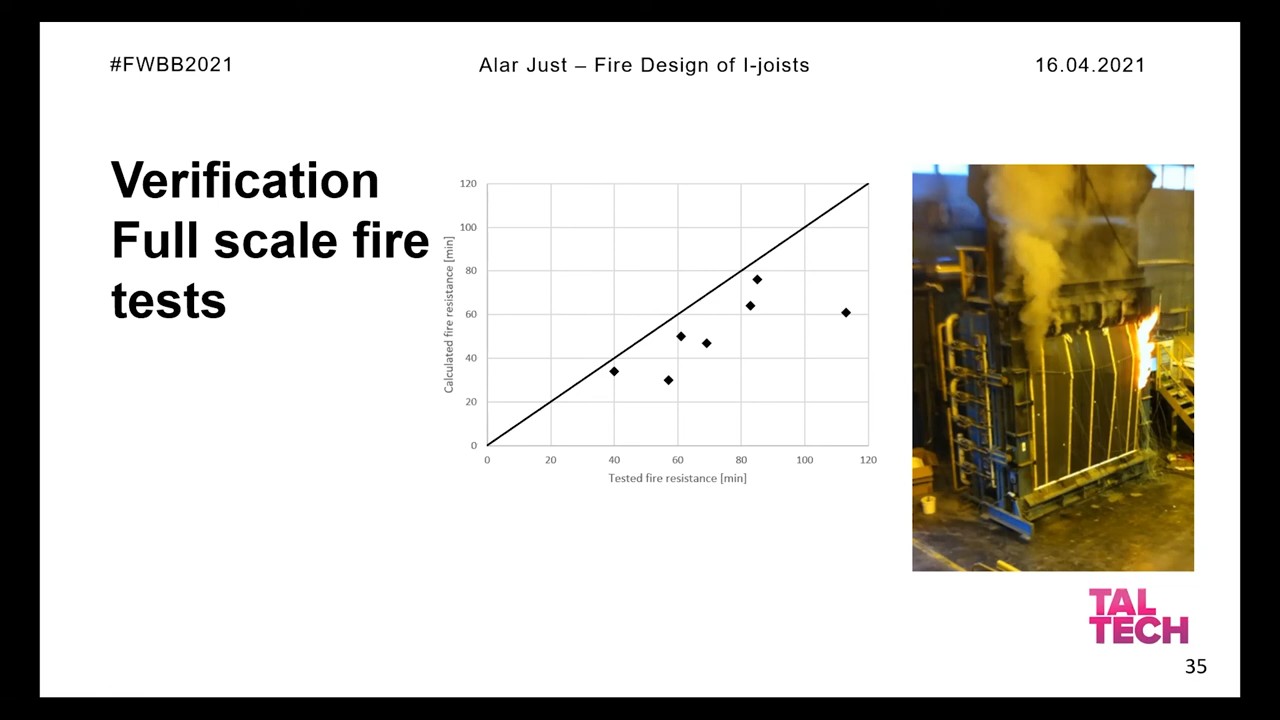 #FWBB2021
Alar Just – Fire Design of I-joists
16.04.2021
Verification
Full scale fire
tests
Calculated fire resistance [min]
120
100
80
60
40
20
0
0 20 40 60 80 100 120
Tested fire resistance [min]
TAL
TECH
35